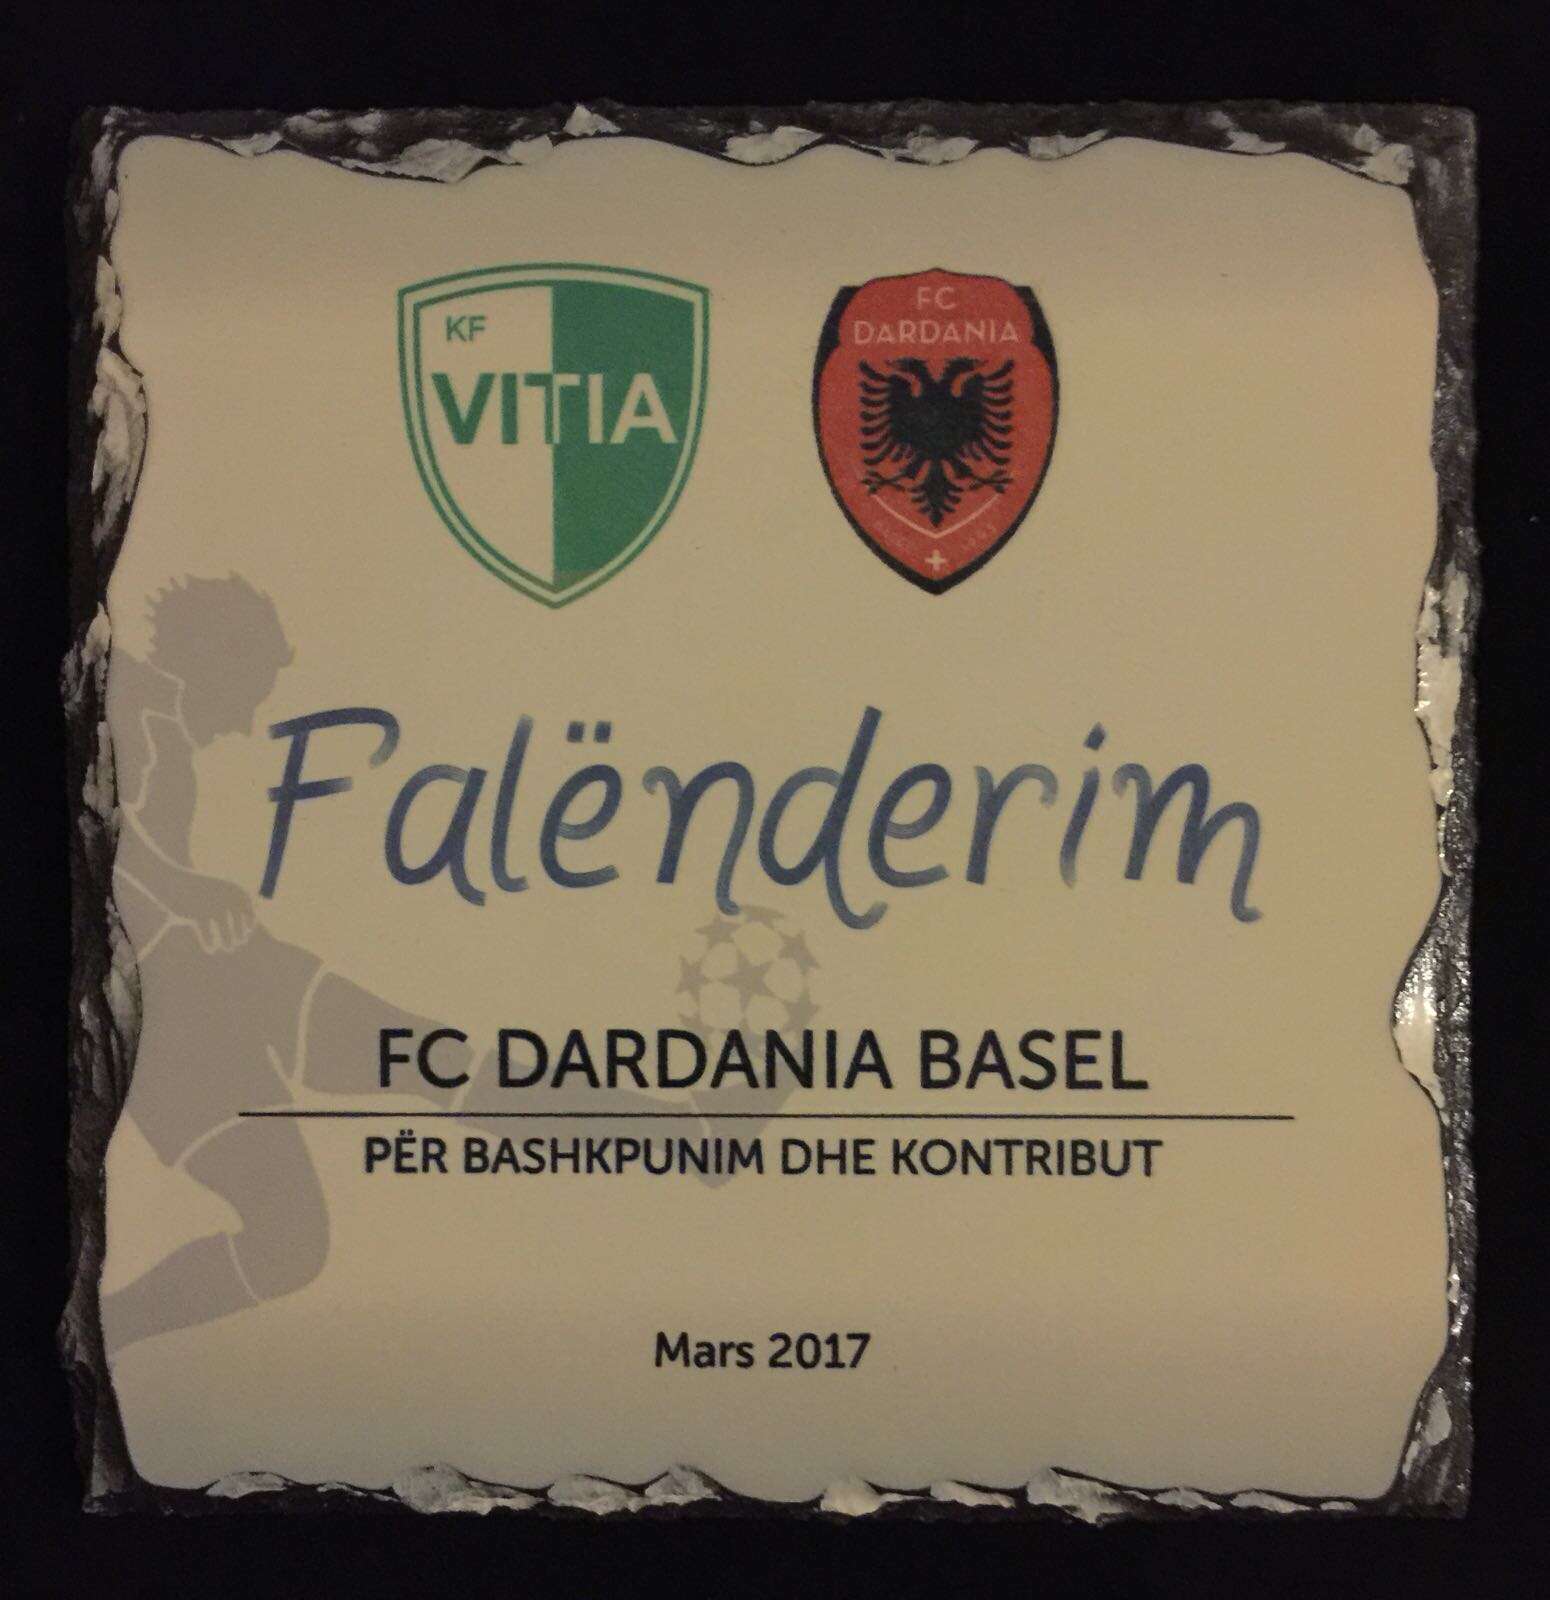 KF
VITIA
FC
DARDANIA
Falënderim
FC DARDANIA BASEL
PËR BASHKPUNIM DHE KONTRIBUT
Mars 2017